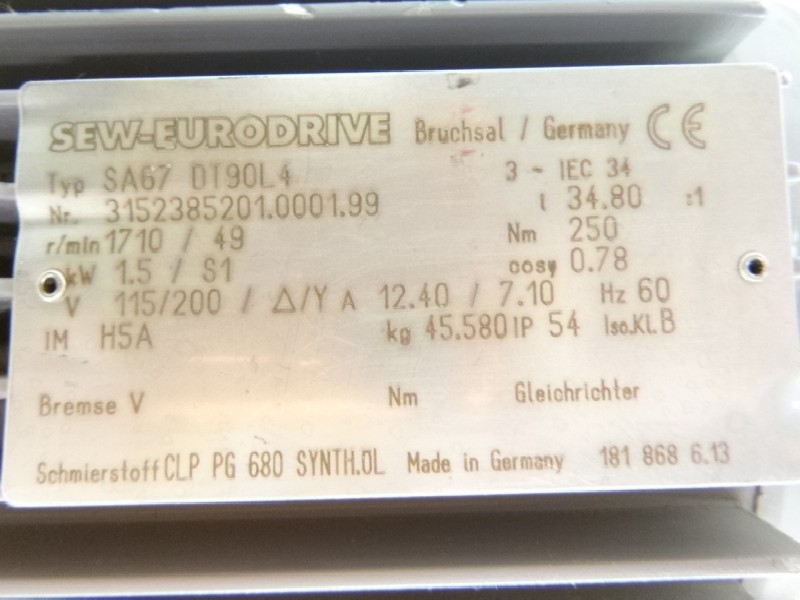 SEW-EURODRIVE Bruchsal / Germany CE
Typ SA67 DT90L4 3 ~ IEC 34
Nr. 3152385201.0001.99 i 34.80 :1
r/min 1710 / 49 Nm 250
kW 1.5 / S1 cosφ 0.78
V 115/200 / Δ/Y A 12.40 / 7.10 Hz 60
IM H5A kg 45.580 IP 54 Iso.Kl. B
Bremse V Nm Gleichrichter
Schmierstoff CLP PG 680 SYNTH.ÖL Made in Germany 181 868 6.13